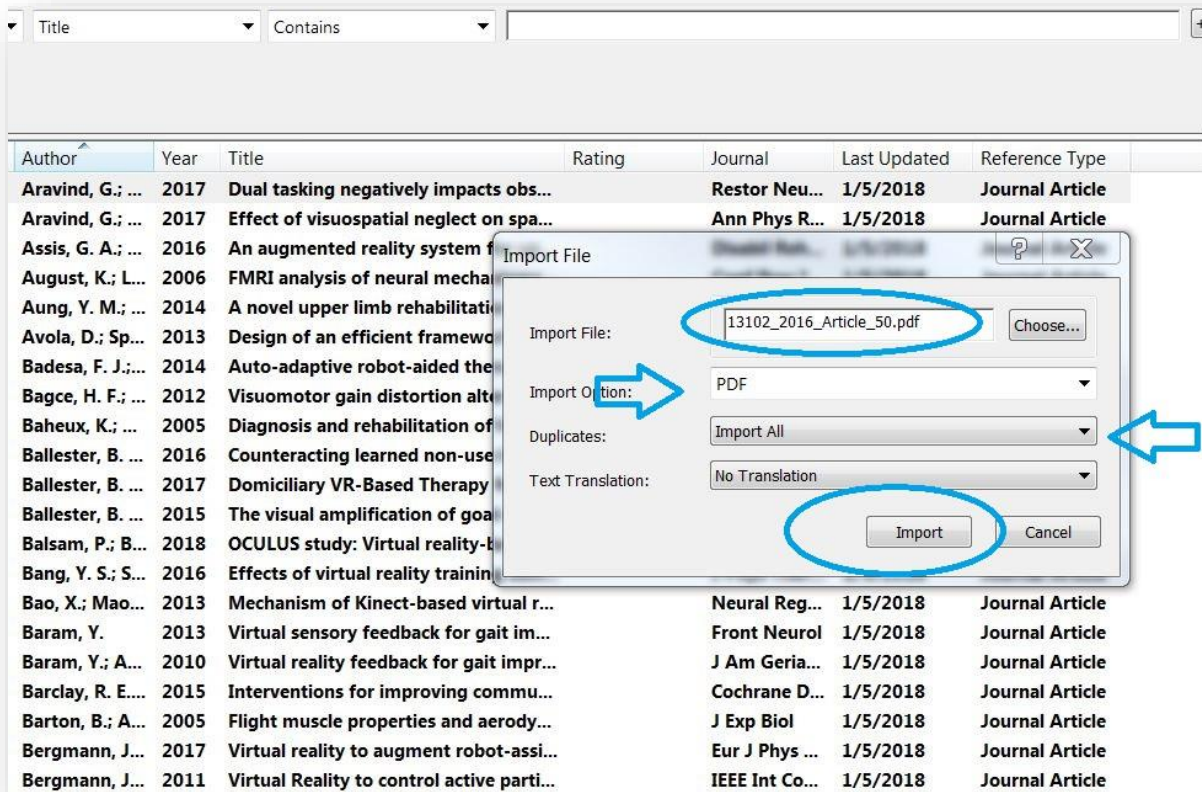 Title Contains +
Author Year Title Rating Journal Last Updated Reference Type
Aravind, G.; ... 2017 Dual tasking negatively impacts obs... Restor Neu... 1/5/2018 Journal Article
Aravind, G.; ... 2017 Effect of visuospatial neglect on spa... Ann Phys R... 1/5/2018 Journal Article
Assis, G. A.; ... 2016 An augmented reality system
August, K.; L... 2006 FMRI analysis of neural mecha
Aung, Y. M.; ... 2014 A novel upper limb rehabilitati
Avola, D.; Sp... 2013 Design of an efficient framewo
Badesa, F. J.;... 2014 Auto-adaptive robot-aided the
Bagce, H. F.; ... 2012 Visuomotor gain distortion alt
Baheux, K.; ... 2005 Diagnosis and rehabilitation of
Ballester, B. ... 2016 Counteracting learned non-use
Ballester, B. ... 2017 Domiciliary VR-Based Therapy
Ballester, B. ... 2015 The visual amplification of goa
Balsam, P.; B... 2018 OCULUS study: Virtual reality-b
Bang, Y. S.; S... 2016 Effects of virtual reality training
Bao, X.; Mao... 2013 Mechanism of Kinect-based virtual r... Neural Reg... 1/5/2018 Journal Article
Baram, Y. 2013 Virtual sensory feedback for gait im... Front Neurol 1/5/2018 Journal Article
Baram, Y.; A... 2010 Virtual reality feedback for gait impr... J Am Geria... 1/5/2018 Journal Article
Barclay, R. E.... 2015 Interventions for improving commu... Cochrane D... 1/5/2018 Journal Article
Barton, B.; A... 2005 Flight muscle properties and aerody... J Exp Biol 1/5/2018 Journal Article
Bergmann, J... 2017 Virtual reality to augment robot-assi... Eur J Phys ... 1/5/2018 Journal Article
Bergmann, J... 2011 Virtual Reality to control active parti... IEEE Int Co... 1/5/2018 Journal Article
Import File ? X
Import File: 13102_2016_Article_50.pdf Choose...
Import Option: PDF
Duplicates: Import All
Text Translation: No Translation
Import Cancel